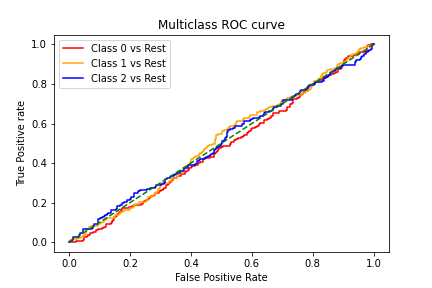 Multiclass ROC curve
Class 0 vs Rest
Class 1 vs Rest
Class 2 vs Rest
True Positive rate
1.0
0.8
0.6
0.4
0.2
0.0
0.0 0.2 0.4 0.6 0.8 1.0
False Positive Rate